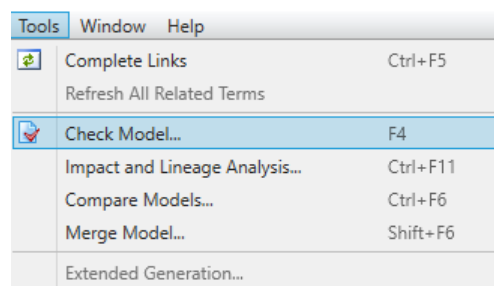 Tools Window Help
Complete Links Ctrl+F5
Refresh All Related Terms
Check Model... F4
Impact and Lineage Analysis... Ctrl+F11
Compare Models... Ctrl+F6
Merge Model... Shift+F6
Extended Generation...